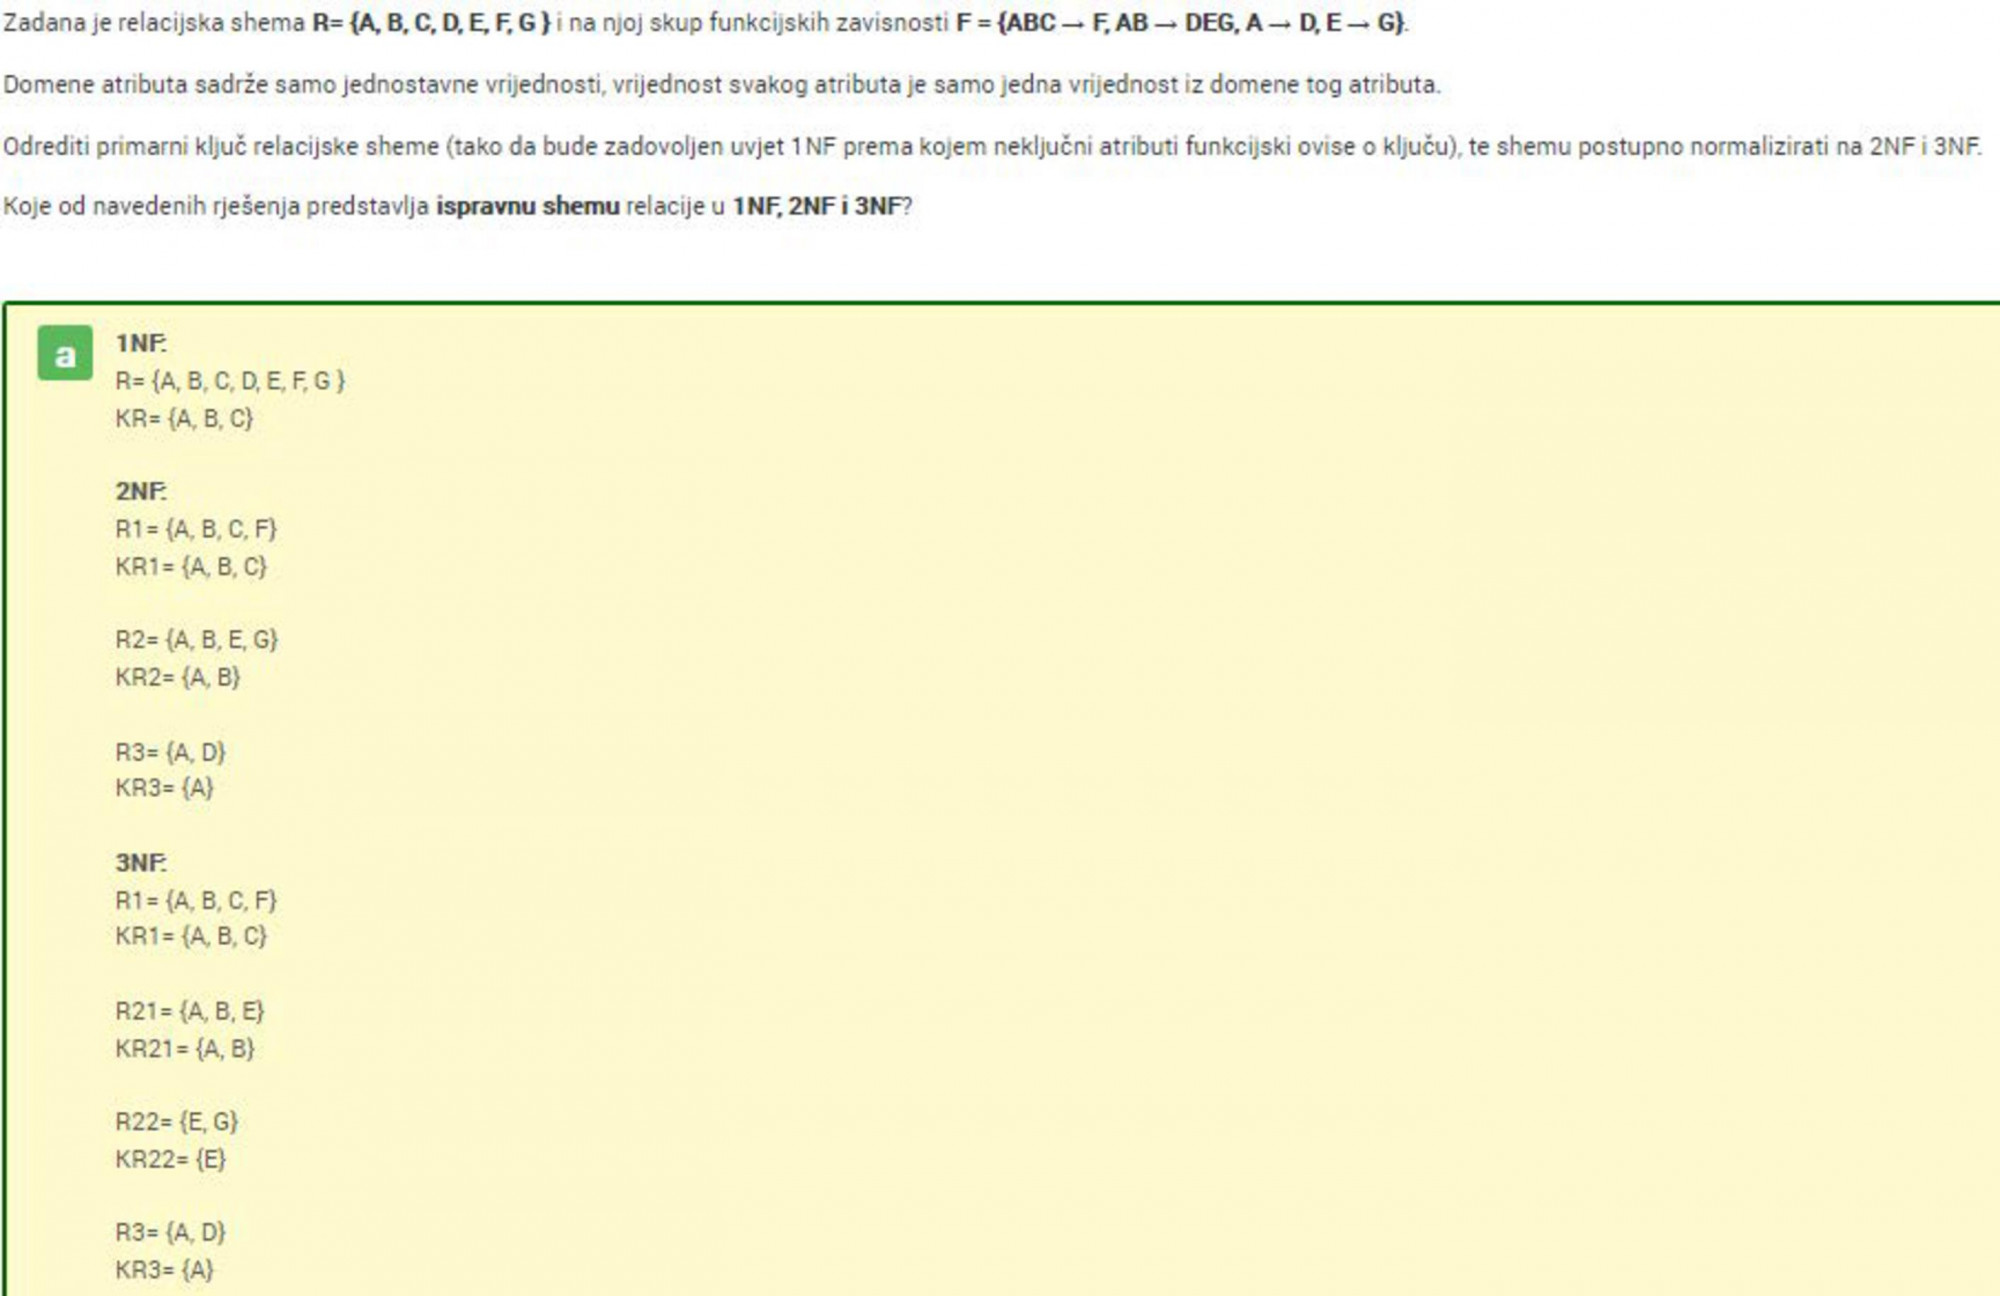 Zadana je relacijska shema R= {A, B, C, D, E, F, G } i na njoj skup funkcijskih zavisnosti F = {ABC → F, AB → DEG, A → D, E → G}.
Domene atributa sadrže samo jednostavne vrijednosti, vrijednost svakog atributa je samo jedna vrijednost iz domene tog atributa.
Odrediti primarni ključ relacijske sheme (tako da bude zadovoljen uvjet 1NF prema kojem neključni atributi funkcijski ovise o ključu), te shemu postupno normalizirati na 2NF i 3NF.
Koje od navedenih rješenja predstavlja ispravnu shemu relacije u 1NF, 2NF i 3NF?
a
1NF:
R= {A, B, C, D, E, F, G }
KR= {A, B, C}
2NF:
R1= {A, B, C, F}
KR1= {A, B, C}
R2= {A, B, E, G}
KR2= {A, B}
R3= {A, D}
KR3= {A}
3NF:
R1= {A, B, C, F}
KR1= {A, B, C}
R21= {A, B, E}
KR21= {A, B}
R22= {E, G}
KR22= {E}
R3= {A, D}
KR3= {A}